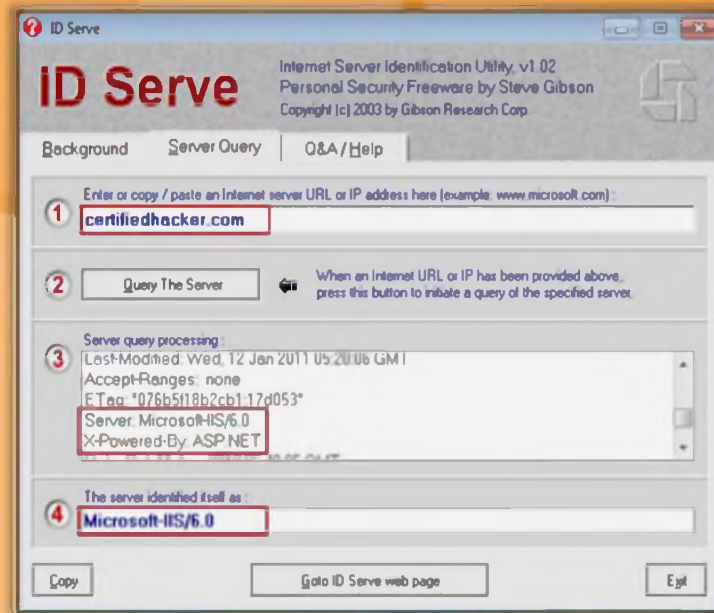 ID Serve
ID Serve
Internet Server Identification Utility, v1.02
Personal Security Freeware by Steve Gibson
Copyright (c) 2003 by Gibson Research Corp.
Background
Server Query
Q&A / Help
1
Enter or copy / paste an Internet server URL or IP address here (example: www.microsoft.com) :
certifiedhacker.com
2
Query The Server
When an Internet URL or IP has been provided above,
press this button to initiate a query of the specified server.
3
Server query processing :
Last-Modified: Wed, 12 Jan 2011 05:20:06 GMT
Accept-Ranges: none
ETag: "076b5f18b2cb1:17d053"
Server: Microsoft-IIS/6.0
X-Powered-By: ASP.NET
GMT
4
The server identified itself as :
Microsoft-IIS/6.0
Copy
Goto ID Serve web page
Exit